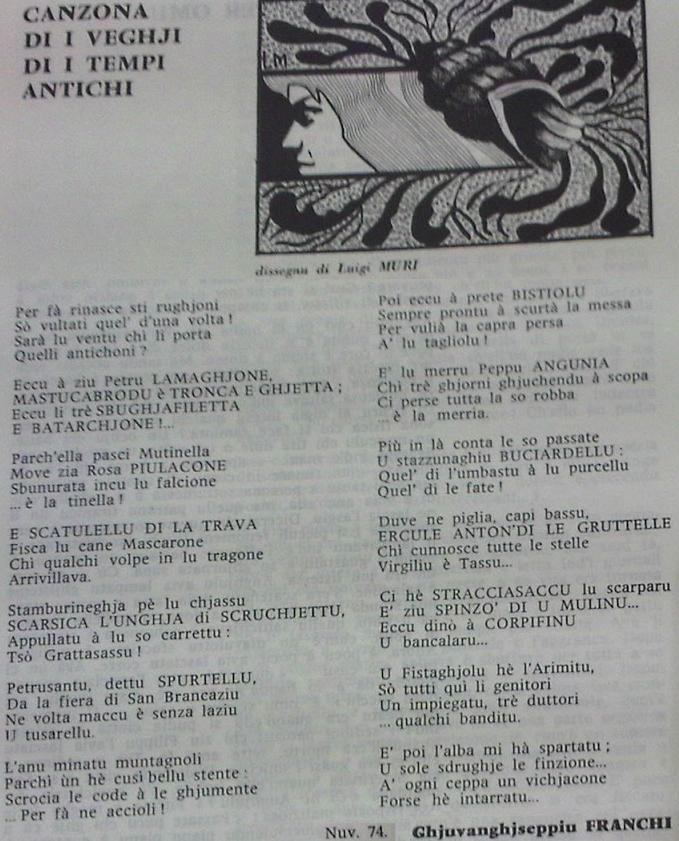 CANZONA
DI I VEGHJI
DI I TEMPI
ANTICHI
LM
dissegnu di Luigi MURI
Per fà rinasce sti rughjoni
Sò vultati quel' d'una volta !
Sarà lu ventu chì li porta
Quelli antichoni ?
Eccu à ziu Petru LAMAGHJONE,
MASTUCABRODU è TRONCA E GHJETTA ;
Eccu li trè SBUGHJAFILETTA
E BATARCHJONE !...
Parch'ella pasci Mutinella
Move zia Rosa PIULACONE
Sbunurata incu lu falcione
... è la tinella !
E SCATULELLU DI LA TRAVA
Fisca lu cane Mascarone
Chì qualchi volpe in lu tragone
Arrivillava.
Stamburineghja pè lu chjassu
SCARSICA L'UNGHJA di SCRUCHJETTU,
Appullatu à lu so carrettu :
Tsò Grattasassu !
Petrusantu, dettu SPURTELLU,
Da la fiera di San Brancaziu
Ne volta maccu è senza laziu
U tusarellu.
L'anu minatu muntagnoli
Parchì ùn hè cusì bellu stente :
Scrocia le code à le ghjumente
... Per fà ne accioli !
Poi eccu à prete BISTIOLU
Sempre prontu à scurtà la messa
Per vulià la capra persa
A' lu tagliolu !
E' lu merru Peppu ANGUNIA
Chì trè ghjorni ghjuchendu à scopa
Ci perse tutta la so robba
... è la merria.
Più in là conta le so passate
U stazzunaghiu BUCIARDELLU :
Quel' di l'umbastu à lu purcellu
Quel' di le fate !
Duve ne piglia, capi bassu,
ERCULE ANTON'DI LE GRUTTELLE
Chì cunnosce tutte le stelle
Virgiliu è Tassu...
Ci hè STRACCIASACCU lu scarparu
E' ziu SPINZO' DI U MULINU...
Eccu dinò à CORPIFINU
U bancalaru...
U Fistaghjolu hè l'Arimitu,
Sò tutti quì li genitori
Un impiegatu, trè duttori
... qualchi banditu.
E' poi l'alba mi hà spartatu ;
U sole sdrughje le finzione...
A' ogni ceppa un vichjacone
Forse hè intarratu...
Nuv. 74. Ghjuvanghjseppiu FRANCHI